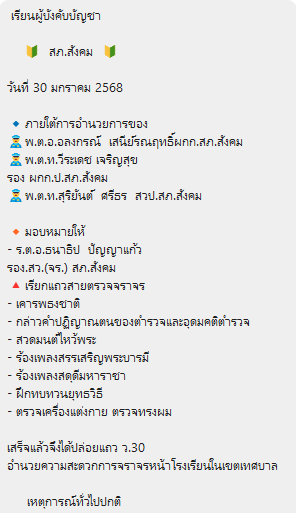 เรียนผู้บังคับบัญชา
🔰 สภ.สังคม 🔰
วันที่ 30 มกราคม 2568
🔹ภายใต้การอำนวยการของ
👮พ.ต.อ.อลงกรณ์ เสนีย์รณฤทธิ์ผกก.สภ.สังคม
👮พ.ต.ท.วีระเดช เจริญสุข
รอง ผกก.ป.สภ.สังคม
👮พ.ต.ท.สุริยันต์ ศรีธร สวป.สภ.สังคม
🔸มอบหมายให้
- ร.ต.อ.ธนาธิป ปัญญาแก้ว
รอง.สว.(จร.) สภ.สังคม
🔺เรียกแถวสายตรวจจราจร
- เคารพธงชาติ
- กล่าวคำปฏิญาณตนของตำรวจและอุดมคติตำรวจ
- สวดมนต์ไหว้พระ
- ร้องเพลงสรรเสริญพระบารมี
- ร้องเพลงสดุดีมหาราชา
- ฝึกทบทวนยุทธวิธี
- ตรวจเครื่องแต่งกาย ตรวจทรงผม
เสร็จแล้วจึงได้ปล่อยแถว ว.30
อำนวยความสะดวกการจราจรหน้าโรงเรียนในเขตเทศบาล
เหตุการณ์ทั่วไปปกติ